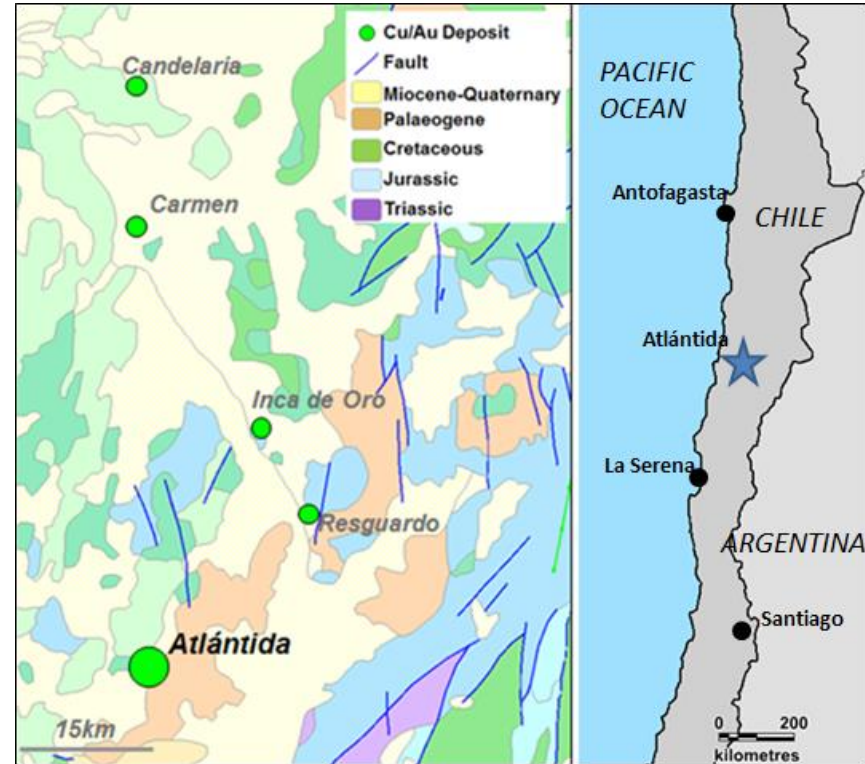 Cu/Au Deposit
Fault
Miocene-Quaternary
Palaeogene
Cretaceous
Jurassic
Triassic
Candelaria
Carmen
Inca de Oro
Resguardo
Atlántida
15km
PACIFIC
OCEAN
Antofagasta
CHILE
Atlántida
La Serena
ARGENTINA
Santiago
0 200
kilometres